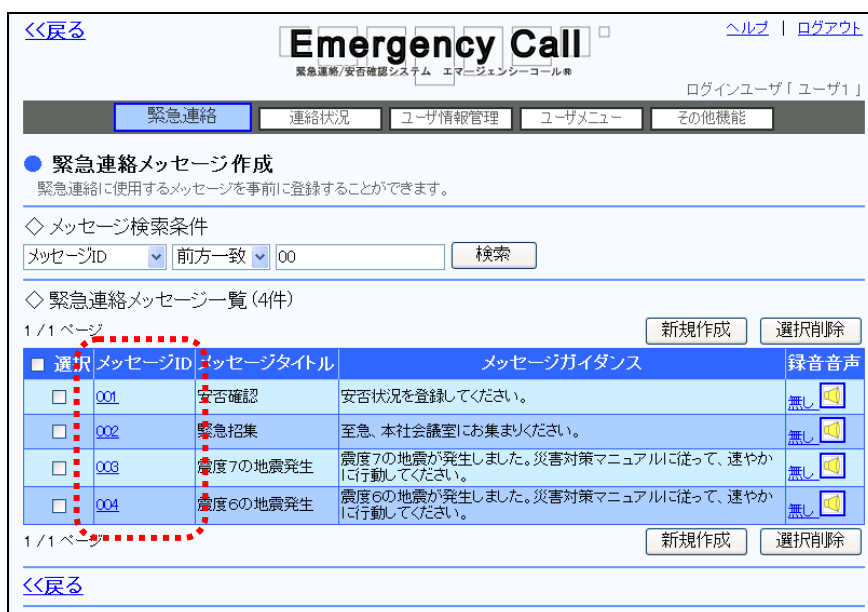 <<戻る
ヘルプ | ログアウト
Emergency Call
緊急連絡/安否確認システム エマージェンシーコール®
ログインユーザ「 ユーザ1 」
緊急連絡 連絡状況 ユーザ情報管理 ユーザメニュー その他機能
● 緊急連絡メッセージ作成
緊急連絡に使用するメッセージを事前に登録することができます。
◇ メッセージ検索条件
メッセージID 前方一致 00 検索
◇ 緊急連絡メッセージ一覧（4件）
1 / 1 ページ 新規作成 選択削除
選択 メッセージID メッセージタイトル メッセージガイダンス 録音音声
001 安否確認 安否状況を登録してください。 無し
002 緊急招集 至急、本社会議室にお集まりください。 無し
003 震度7の地震発生 震度7の地震が発生しました。災害対策マニュアルに従って、速やか
に行動してください。 無し
004 震度6の地震発生 震度6の地震が発生しました。災害対策マニュアルに従って、速やか
に行動してください。 無し
1 / 1 ページ 新規作成 選択削除
<<戻る